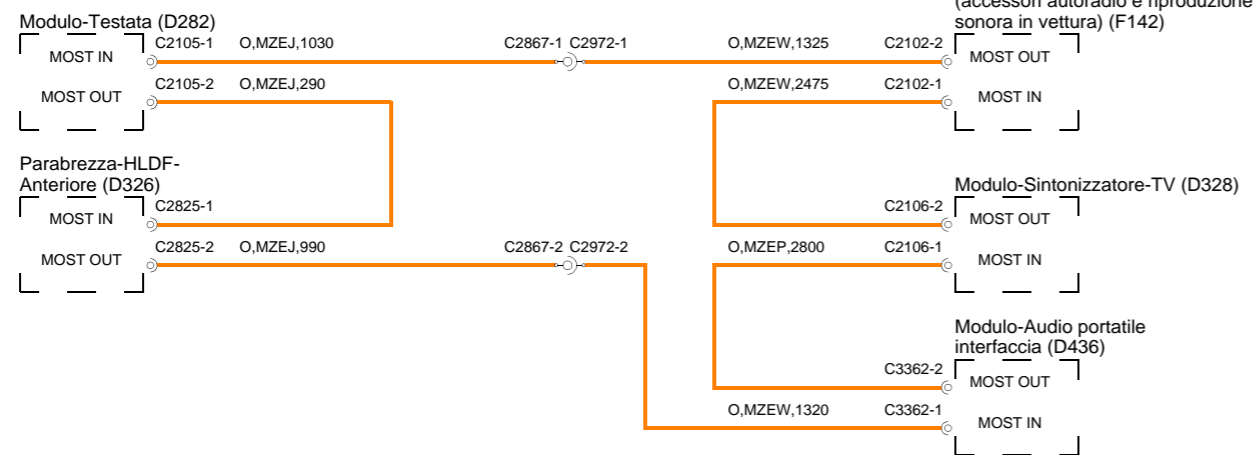 (accessori autoradio e riproduzione
sonora in vettura) (F142)
Modulo-Testata (D282)
MOST IN
C2105-1
O,MZEJ,1030
C2867-1 C2972-1
O,MZEW,1325
C2102-2
MOST OUT
MOST OUT
C2105-2
O,MZEJ,290
O,MZEW,2475
C2102-1
MOST IN
Parabrezza-HLDF-
Anteriore (D326)
Modulo-Sintonizzatore-TV (D328)
MOST IN
C2825-1
C2106-2
MOST OUT
MOST OUT
C2825-2
O,MZEJ,990
C2867-2 C2972-2
O,MZEP,2800
C2106-1
MOST IN
Modulo-Audio portatile
interfaccia (D436)
C3362-2
MOST OUT
O,MZEW,1320
C3362-1
MOST IN